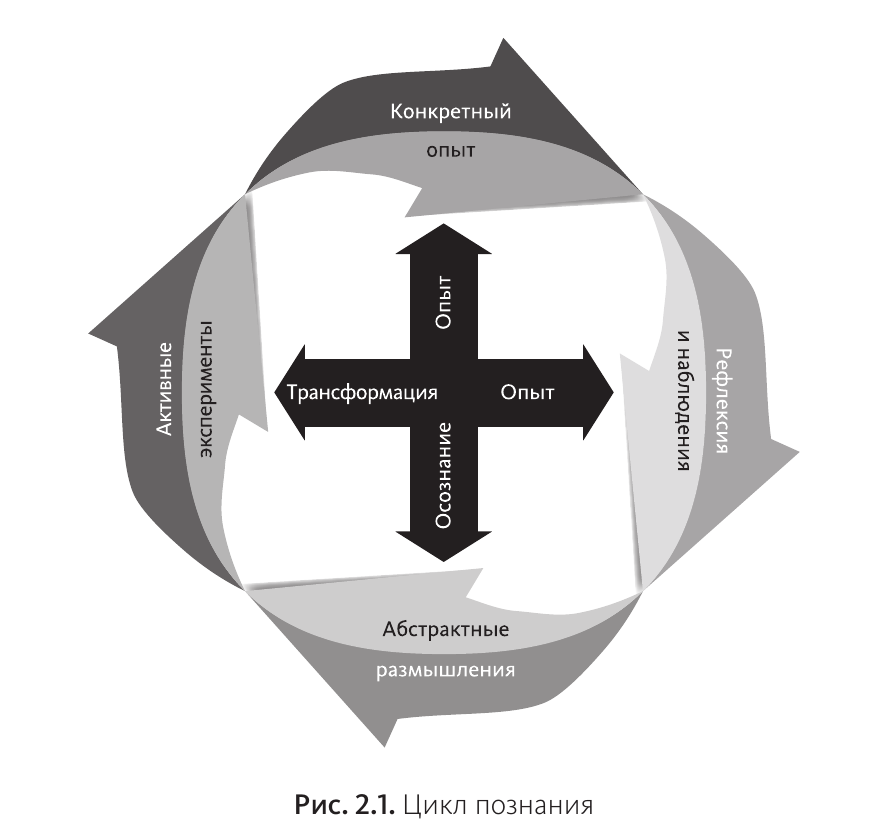 Конкретный
опыт
Рефлексия
и наблюдения
Абстрактные
размышления
Активные
эксперименты
Опыт
Осознание
Трансформация Опыт
Рис. 2.1. Цикл познания